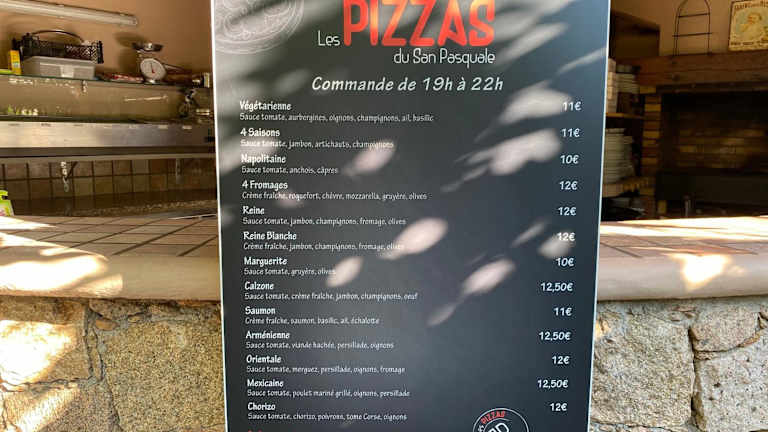 Les PIZZAS
du San Pasquale
Commande de 19h à 22h
Végétarienne 11€
Sauce tomate, aurbergines, oignons, champignons, ail, basilic
4 Saisons 11€
Sauce tomate, jambon, artichauts, champignons
Napolitaine 10€
Sauce tomate, anchois, câpres
4 Fromages 12€
Crème fraîche, roquefort, chèvre, mozzarella, gruyère, olives
Reine 12€
Sauce tomate, jambon, champignons, fromage, olives
Reine Blanche 12€
Crème fraîche, jambon, champignons, fromage, olives
Marguerite 10€
Sauce tomate, gruyère, olives
Calzone 12,50€
Sauce tomate, crème fraîche, jambon, champignons, oeuf
Saumon 11€
Crème fraîche, saumon, basilic, ail, échalotte
Arménienne 12,50€
Sauce tomate, viande hachée, persillade, oignons
Orientale 12€
Sauce tomate, merguez, persillade, oignons, fromage
Mexicaine 12,50€
Sauce tomate, poulet mariné grillé, oignons, persillade
Chorizo 12€
Sauce tomate, chorizo, poivrons, tome Corse, oignons
PIZZAS